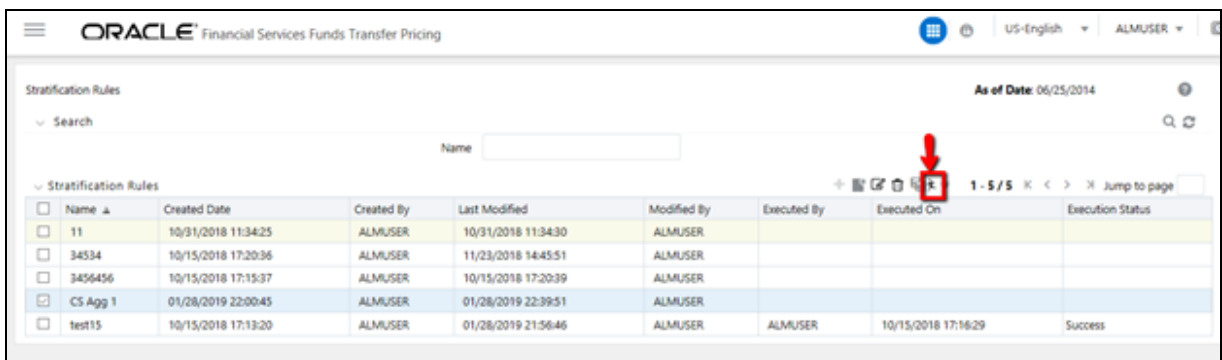 ORACLE® Financial Services Funds Transfer Pricing US-English ALMUSER
Stratification Rules As of Date: 06/25/2014
Search
Name
Stratification Rules 1 - 5 / 5 Jump to page
Name Created Date Created By Last Modified Modified By Executed By Executed On Execution Status
11 10/31/2018 11:34:25 ALMUSER 10/31/2018 11:34:30 ALMUSER
34534 10/15/2018 17:20:36 ALMUSER 11/23/2018 14:45:51 ALMUSER
3456456 10/15/2018 17:15:37 ALMUSER 10/15/2018 17:20:39 ALMUSER
CS Agg 1 01/28/2019 22:00:45 ALMUSER 01/28/2019 22:39:51 ALMUSER
test15 10/15/2018 17:13:20 ALMUSER 01/28/2019 21:56:46 ALMUSER ALMUSER 10/15/2018 17:16:29 Success